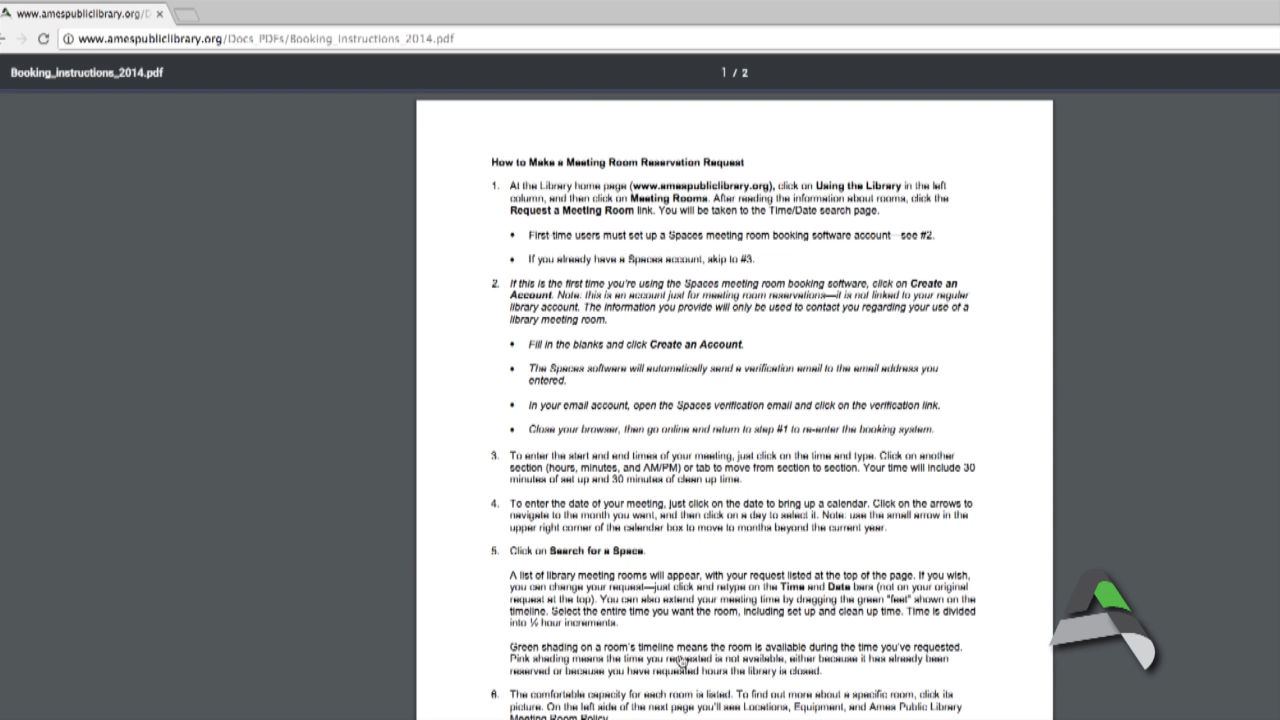 www.amespubliclibrary.org/D
www.amespubliclibrary.org/Docs_PDFs/Booking_Instructions_2014.pdf
Booking_instructions_2014.pdf
1 / 2
How to Make a Meeting Room Reservation Request
1. At the Library home page (www.amespubliclibrary.org), click on Using the Library in the left
column, and then click on Meeting Rooms. After reading the information about rooms, click the
Request a Meeting Room link. You will be taken to the Time/Date search page.
• First time users must set up a Spaces meeting room booking software account—see #2.
• If you already have a Spaces account, skip to #3.
2. If this is the first time you're using the Spaces meeting room booking software, click on Create an
Account. Note: this is an account just for meeting room reservations—it is not linked to your regular
library account. The information you provide will only be used to contact you regarding your use of a
library meeting room.
• Fill in the blanks and click Create an Account.
• The Spaces software will automatically send a verification email to the email address you
entered.
• In your email account, open the Spaces verification email and click on the verification link.
• Close your browser, then go online and return to step #1 to re-enter the booking system.
3. To enter the start and end times of your meeting, just click on the time and type. Click on another
section (hours, minutes, and AM/PM) or tab to move from section to section. Your time will include 30
minutes of set up and 30 minutes of clean up time.
4. To enter the date of your meeting, just click on the date to bring up a calendar. Click on the arrows to
navigate to the month you want, and then click on a day to select it. Note: use the small arrow in the
upper right corner of the calendar box to move to months beyond the current year.
5. Click on Search for a Space.
A list of library meeting rooms will appear, with your request listed at the top of the page. If you wish,
you can change your request—just click and retype on the Time and Date bars (not on your original
request at the top). You can also extend your meeting time by dragging the green "feet" shown on the
timeline. Select the entire time you want the room, including set up and clean up time. Time is divided
into ½ hour increments.
Green shading on a room's timeline means the room is available during the time you've requested.
Pink shading means the time you requested is not available, either because it has already been
reserved or because you have requested hours the library is closed.
6. The comfortable capacity for each room is listed. To find out more about a specific room, click its
picture. On the left side of the next page you'll see Locations, Equipment, and Ames Public Library
Meeting Room Policy.